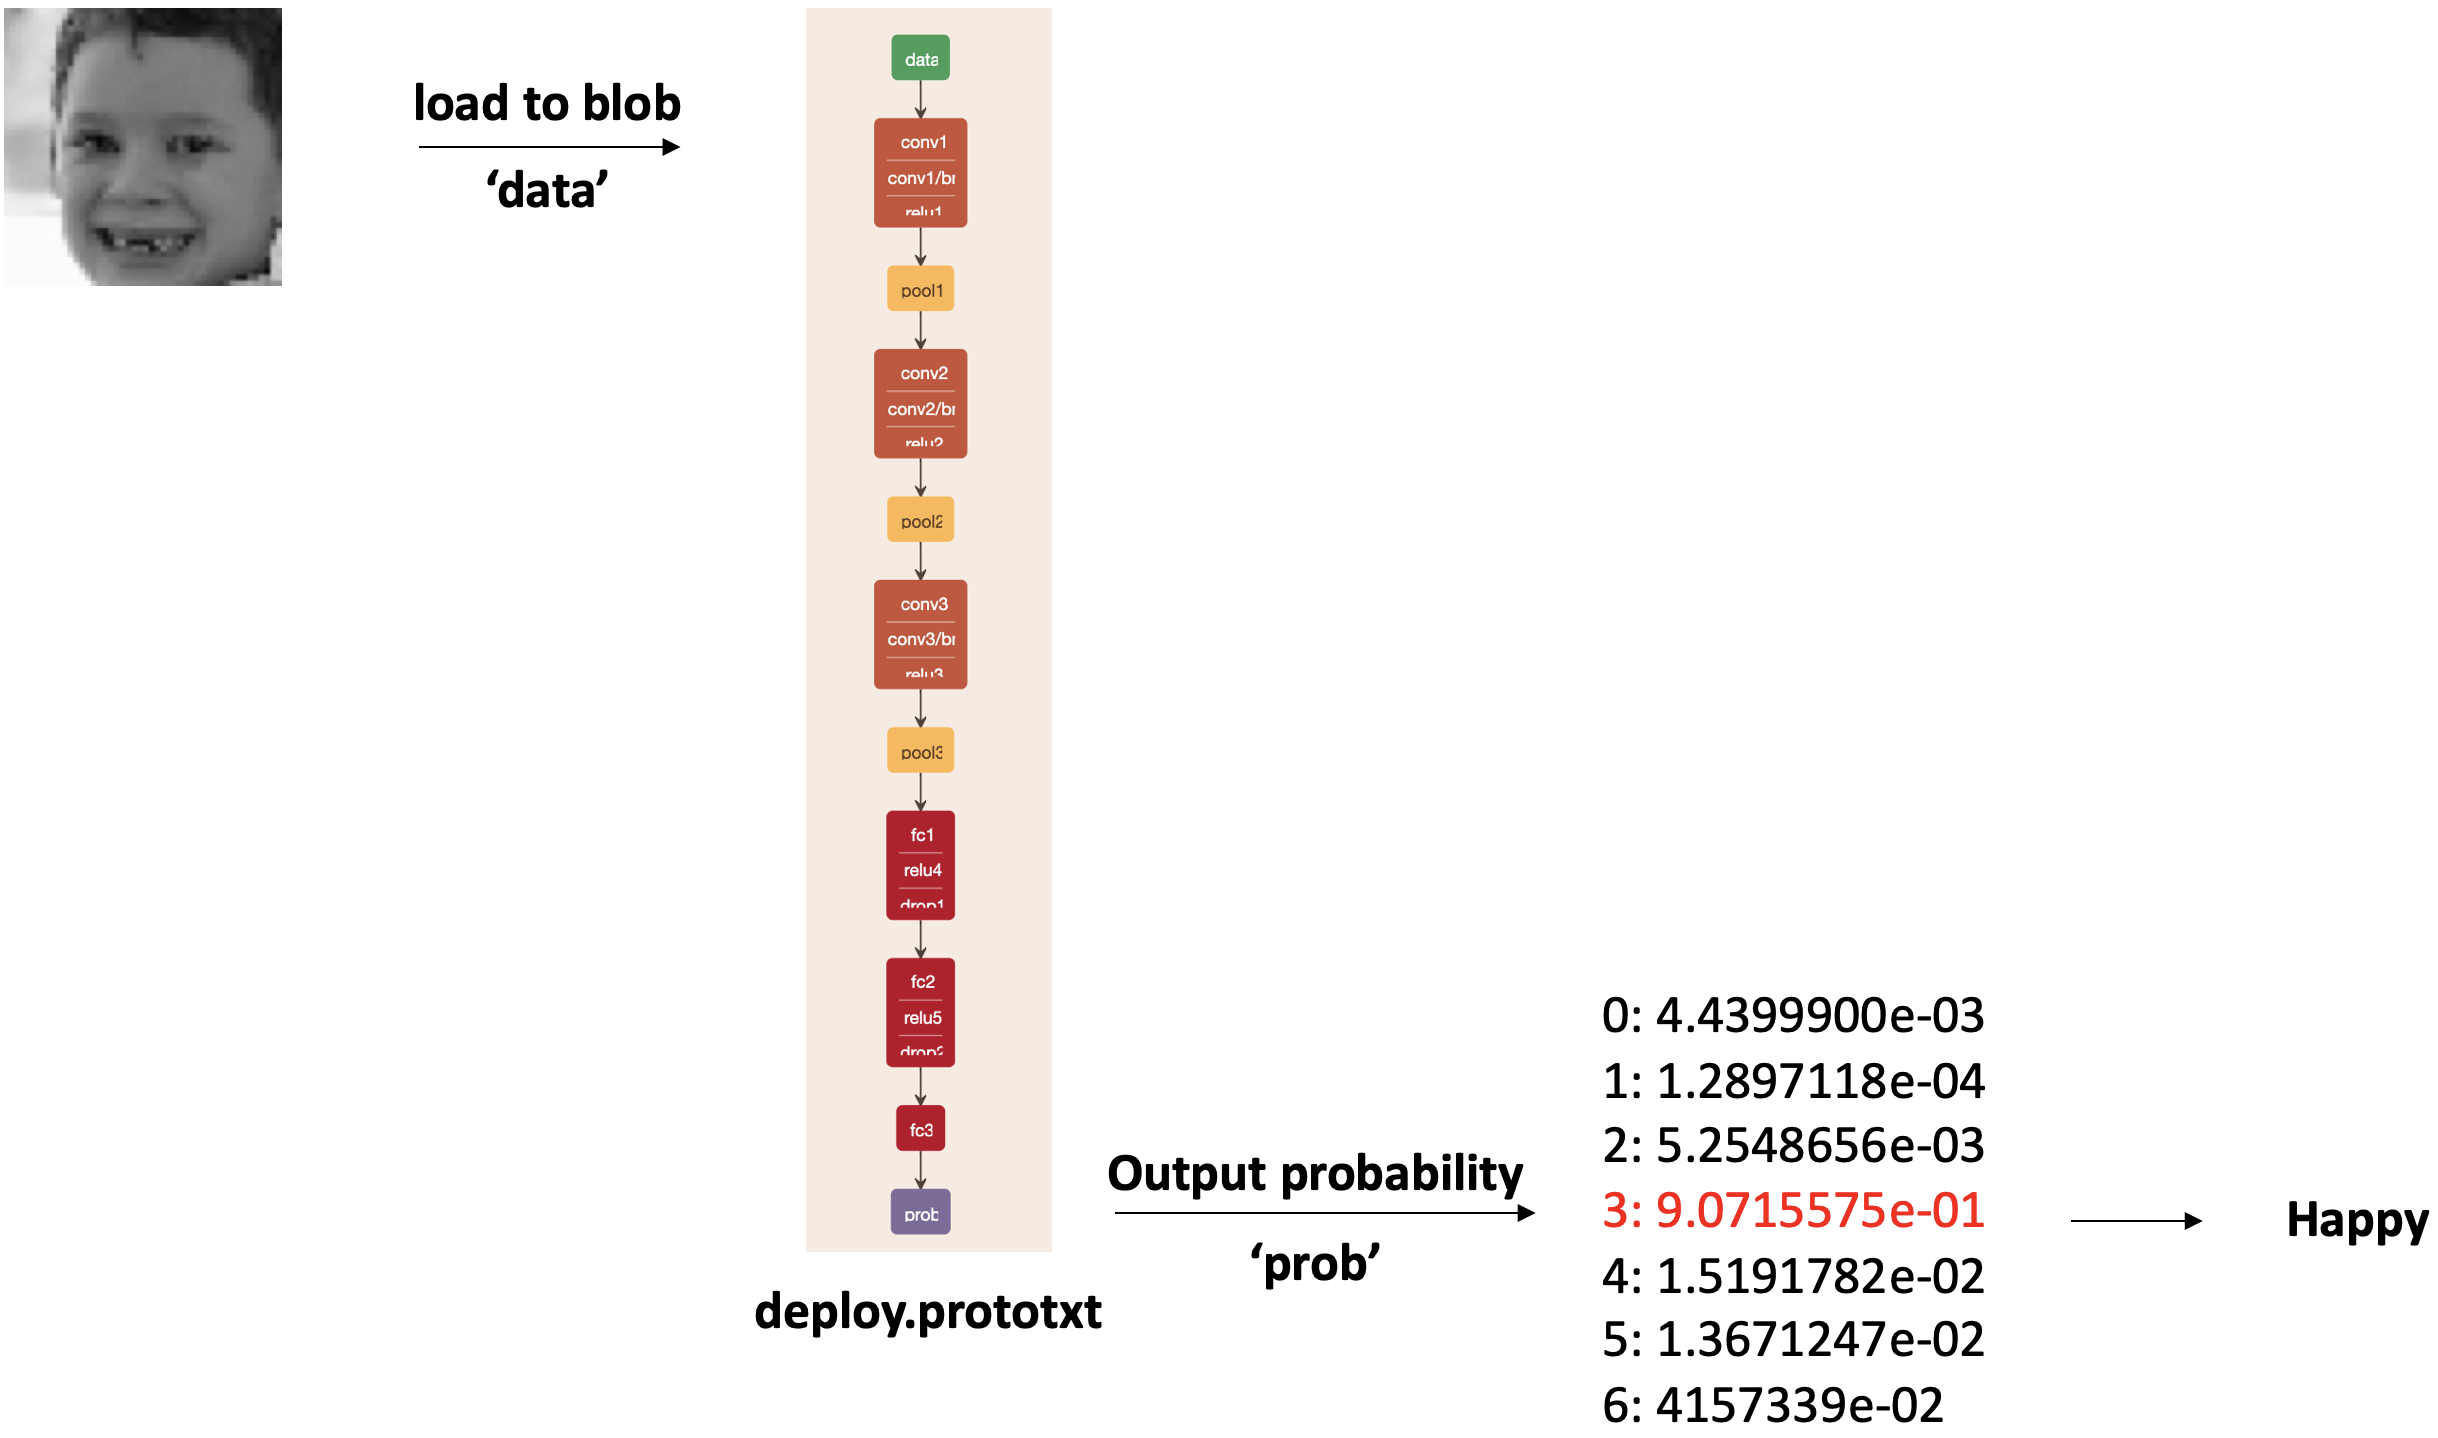 load to blob
‘data’
data
conv1
conv1/br
relu1
pool1
conv2
conv2/br
relu2
pool2
conv3
conv3/br
relu3
pool3
fc1
relu4
drop1
fc2
relu5
drop2
fc3
prob
deploy.prototxt
Output probability
‘prob’
0: 4.4399900e-03
1: 1.2897118e-04
2: 5.2548656e-03
3: 9.0715575e-01
4: 1.5191782e-02
5: 1.3671247e-02
6: 4157339e-02
Happy